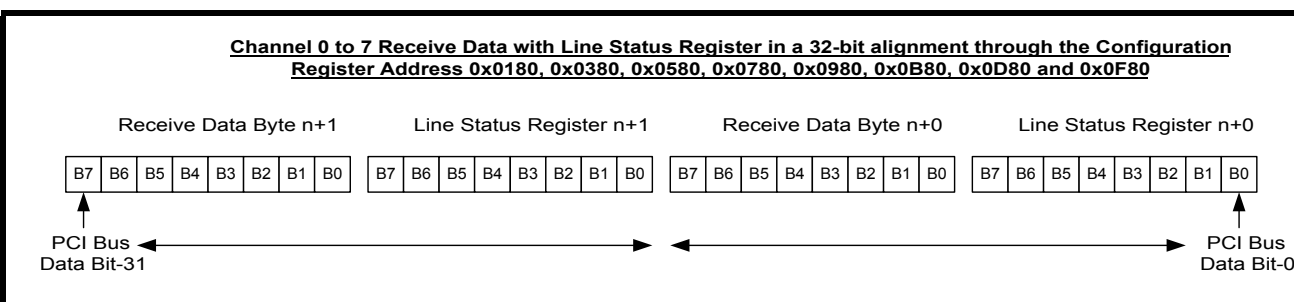 Channel 0 to 7 Receive Data with Line Status Register in a 32-bit alignment through the Configuration
Register Address 0x0180, 0x0380, 0x0580, 0x0780, 0x0980, 0x0B80, 0x0D80 and 0x0F80
Receive Data Byte n+1 Line Status Register n+1 Receive Data Byte n+0 Line Status Register n+0
B7 B6 B5 B4 B3 B2 B1 B0 B7 B6 B5 B4 B3 B2 B1 B0 B7 B6 B5 B4 B3 B2 B1 B0 B7 B6 B5 B4 B3 B2 B1 B0
PCI Bus
Data Bit-31
PCI Bus
Data Bit-0